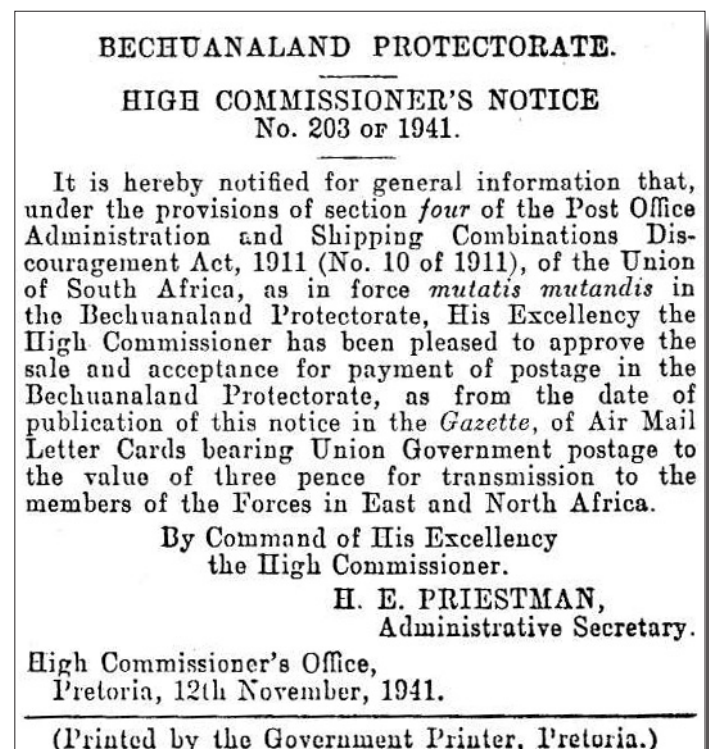 BECHUANALAND PROTECTORATE.
HIGH COMMISSIONER'S NOTICE
No. 203 OF 1941.
It is hereby notified for general information that,
under the provisions of section four of the Post Office
Administration and Shipping Combinations Dis-
couragement Act, 1911 (No. 10 of 1911), of the Union
of South Africa, as in force mutatis mutandis in
the Bechuanaland Protectorate, His Excellency the
High Commissioner has been pleased to approve the
sale and acceptance for payment of postage in the
Bechuanaland Protectorate, as from the date of
publication of this notice in the Gazette, of Air Mail
Letter Cards bearing Union Government postage to
the value of three pence for transmission to the
members of the Forces in East and North Africa.
By Command of His Excellency
the High Commissioner.
H. E. PRIESTMAN,
Administrative Secretary.
High Commissioner's Office,
Pretoria, 12th November, 1941.
(Printed by the Government Printer, Pretoria.)